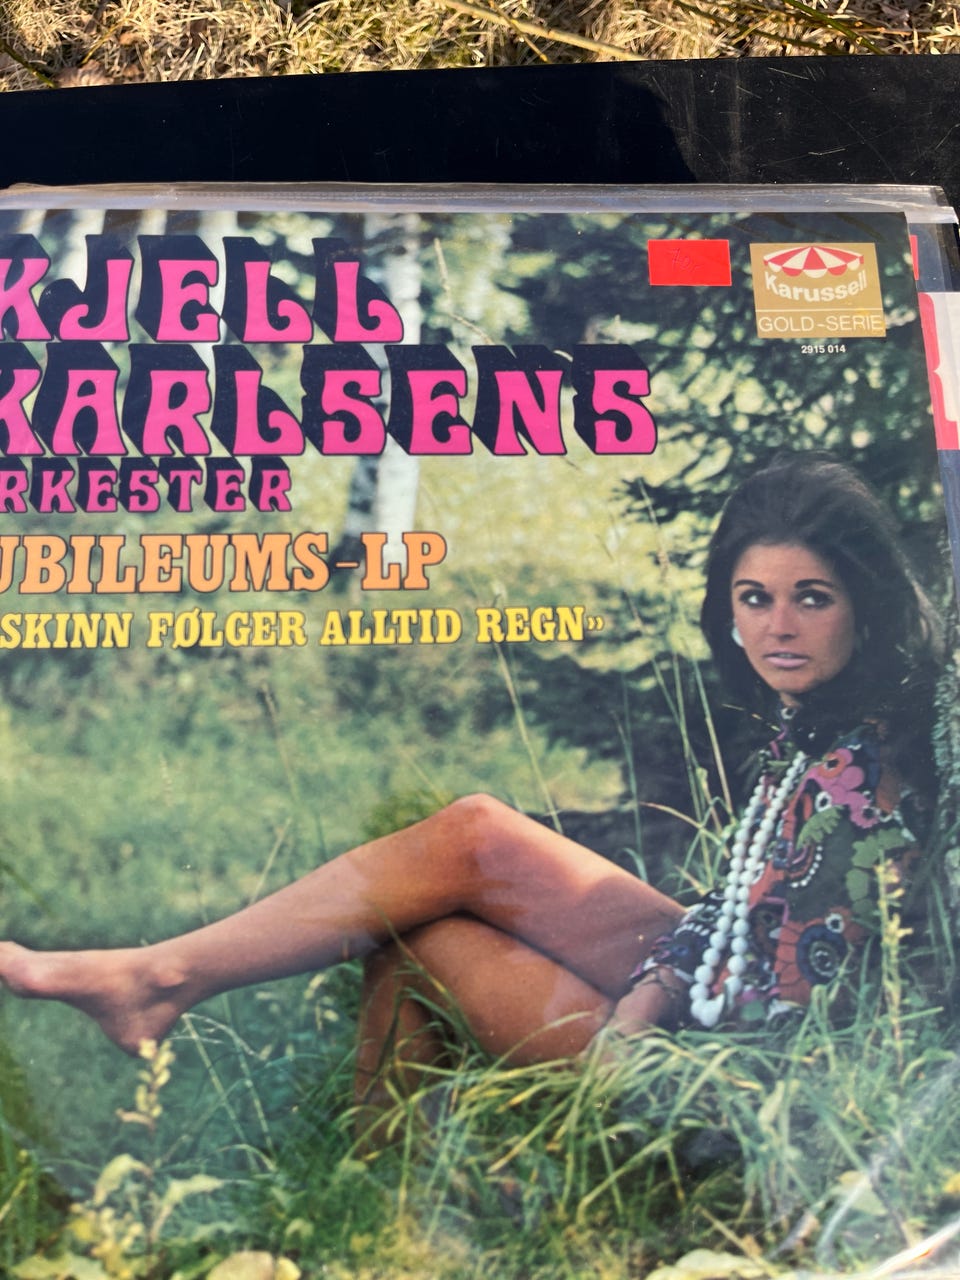 KJELL
KARLSENS
RKESTER
UBILEUMS-LP
SKINN FØLGER ALLTID REGN»
Karussell
GOLD-SERIE
2915 014